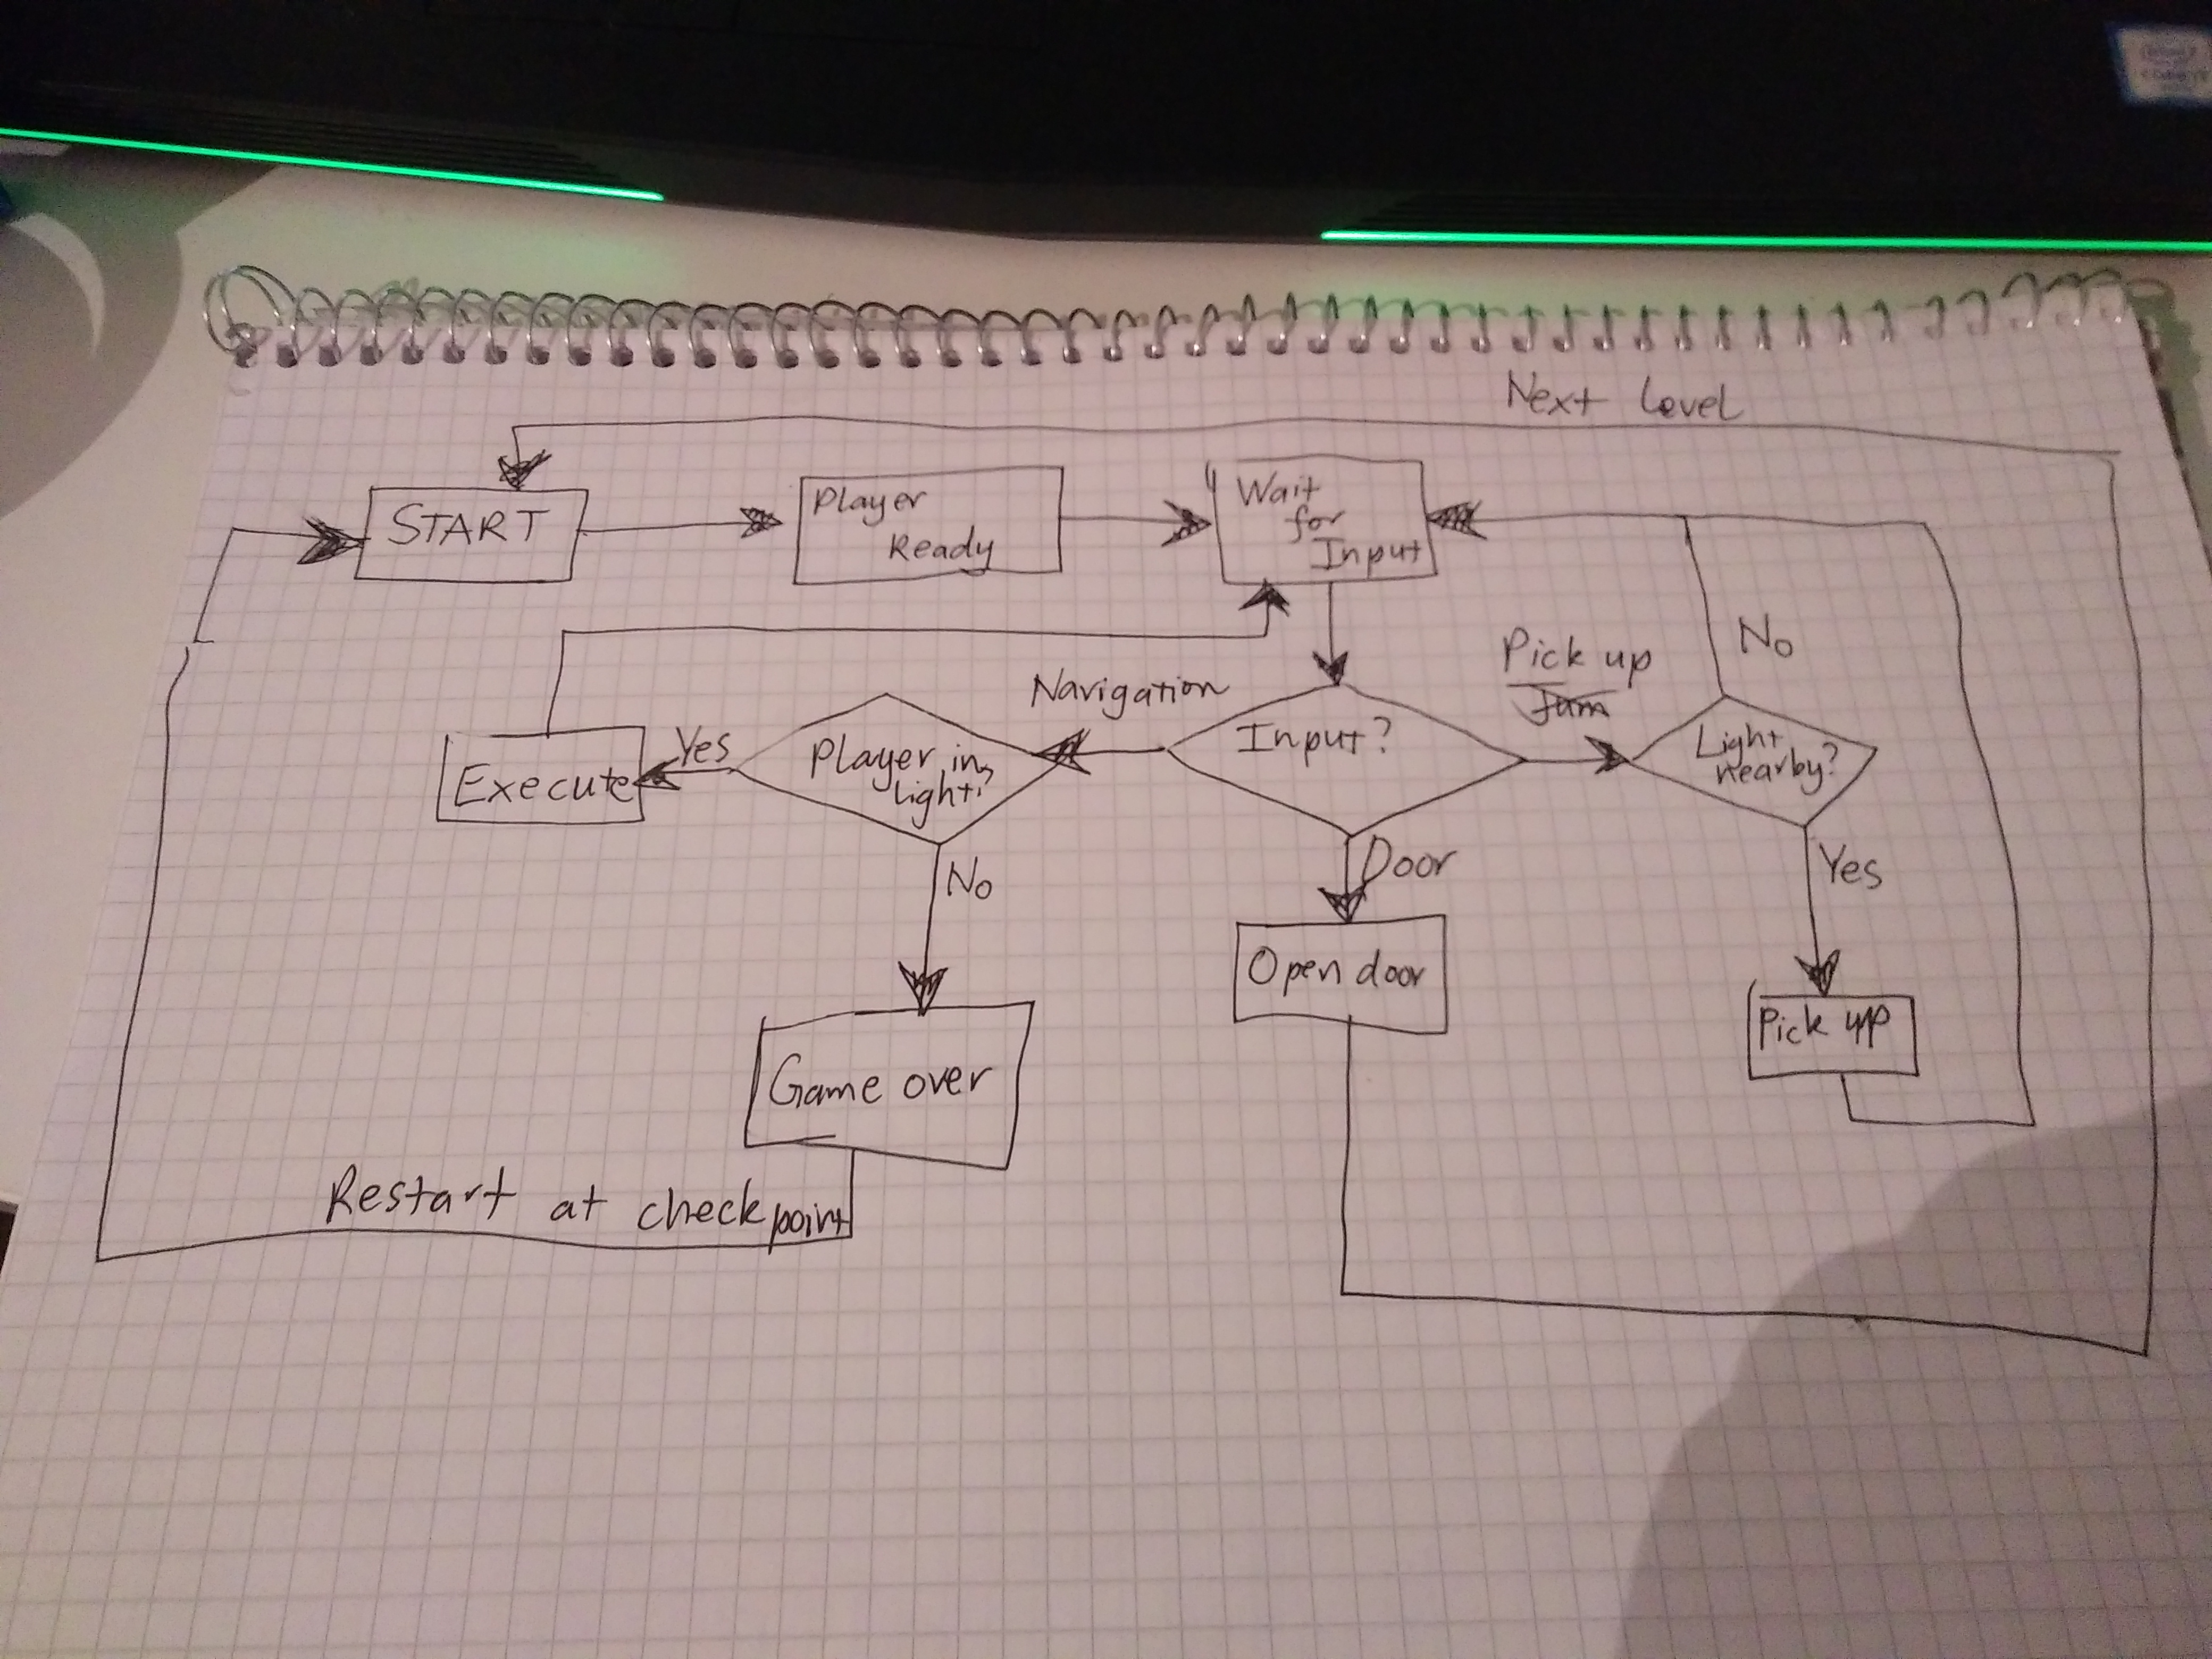 Next Level
START
Player
Ready
Wait
for
Input
Pick up
Jum
No
Navigation
Input?
Light
nearby?
Yes
Player in
light?
Execute
No
Door
Yes
Open door
Pick up
Game over
Restart at checkpoint